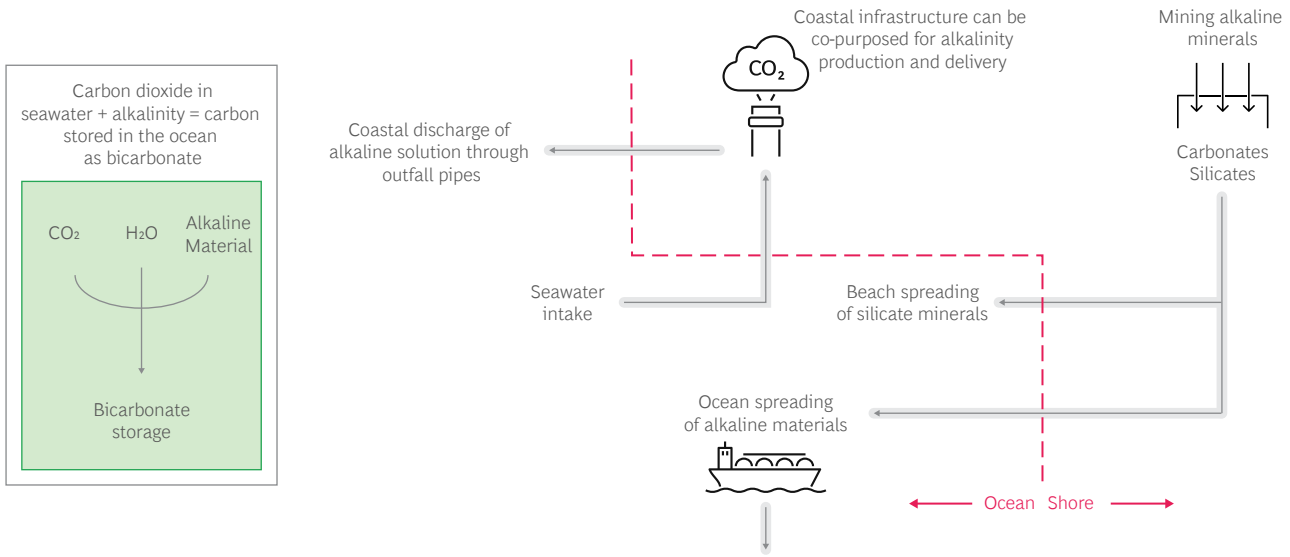 Carbon dioxide in
seawater + alkalinity = carbon
stored in the ocean
as bicarbonate
CO₂
H₂O
Alkaline
Material
Bicarbonate
storage
Coastal infrastructure can be
co-purposed for alkalinity
production and delivery
CO₂
Coastal discharge of
alkaline solution through
outfall pipes
Seawater
intake
Mining alkaline
minerals
Carbonates
Silicates
Beach spreading
of silicate minerals
Ocean spreading
of alkaline materials
Ocean Shore